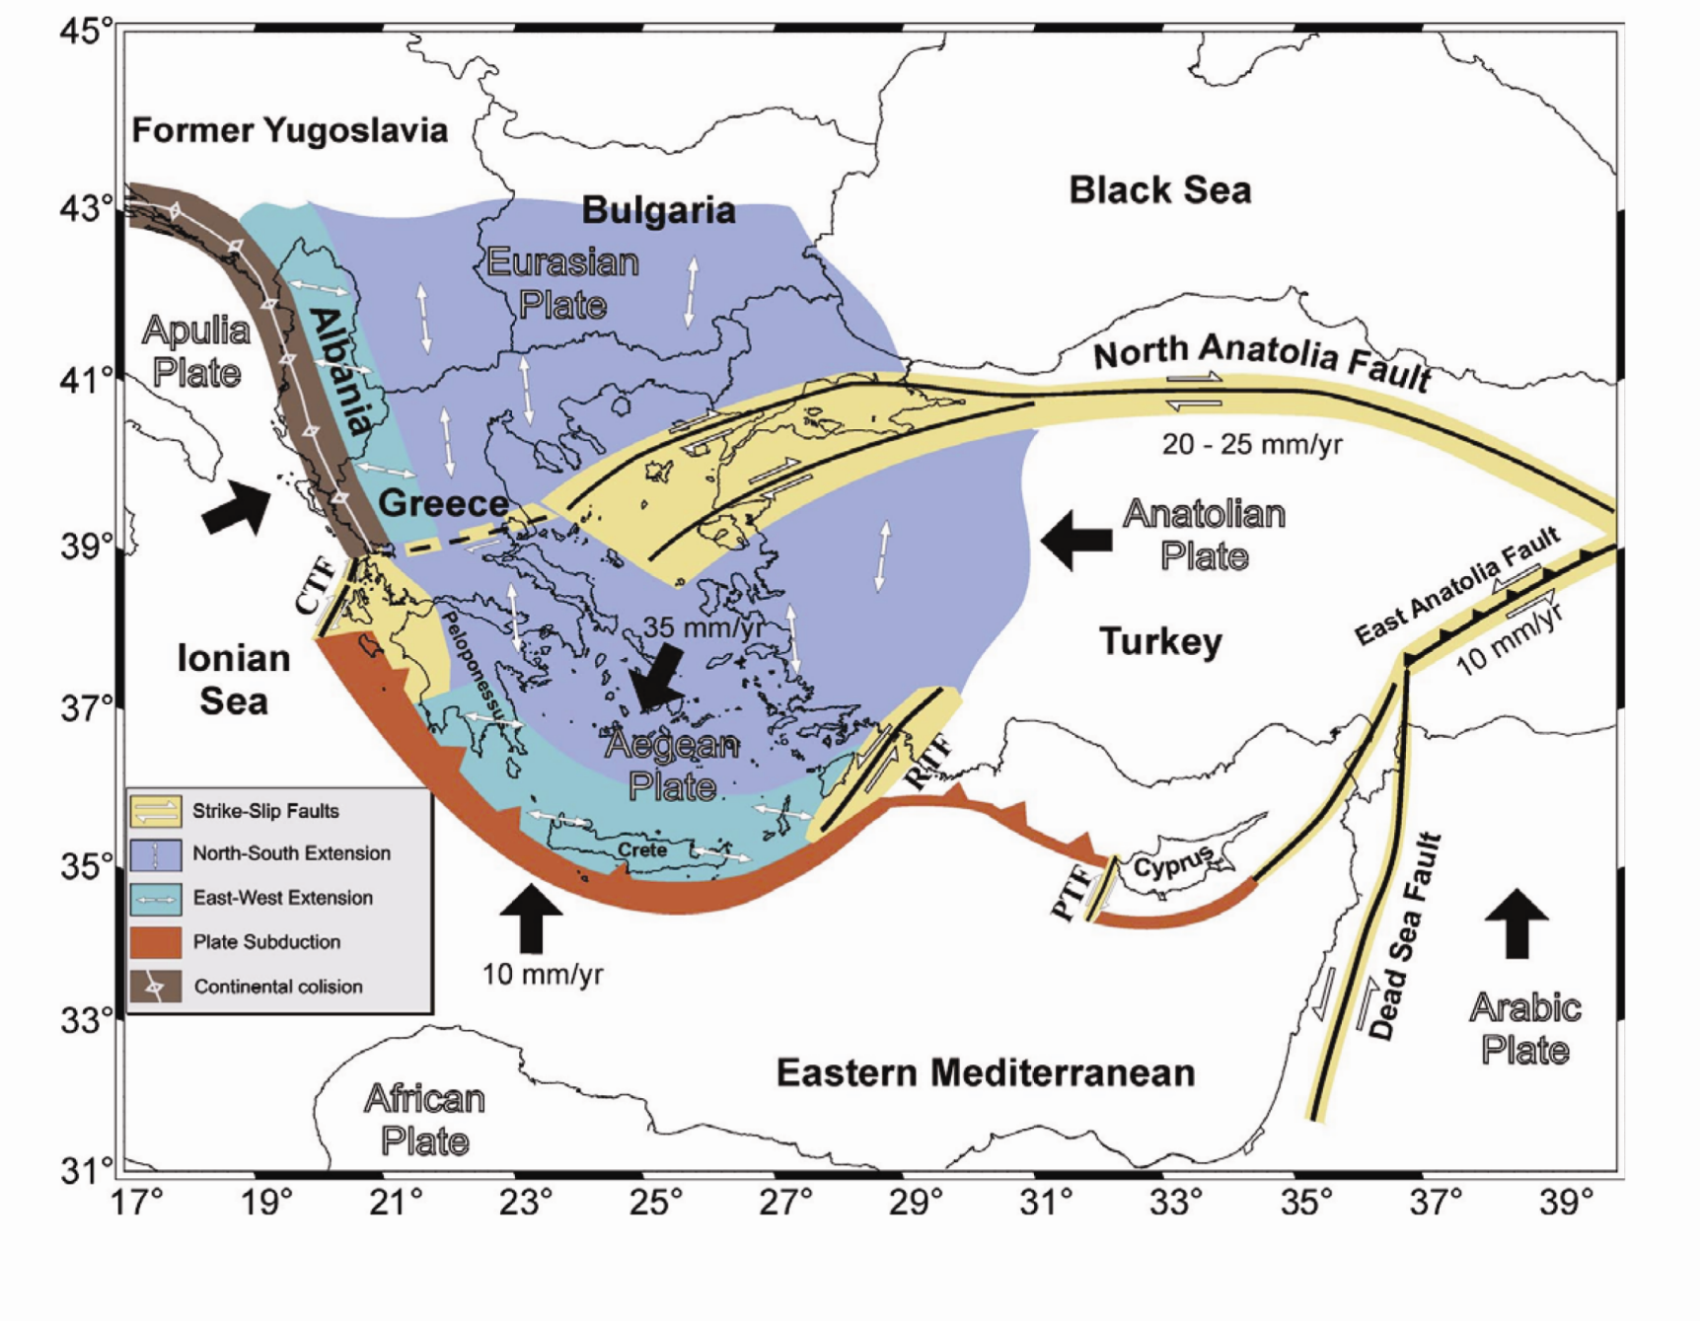 45°
43°
41°
39°
37°
35°
33°
31°
17°
19°
21°
23°
25°
27°
29°
31°
33°
35°
37°
39°
Former Yugoslavia
Bulgaria
Black Sea
Eurasian
Plate
Apulia
Plate
Albania
North Anatolia Fault
20 - 25 mm/yr
Greece
Anatolian
Plate
East Anatolia Fault
10 mm/yr
CTF
Ionian
Sea
Peloponessus
35 mm/yr
Turkey
Aegean
Plate
RTF
Crete
Cyprus
PTF
Dead Sea Fault
10 mm/yr
Arabic
Plate
Eastern Mediterranean
African
Plate
Strike-Slip Faults
North-South Extension
East-West Extension
Plate Subduction
Continental colision